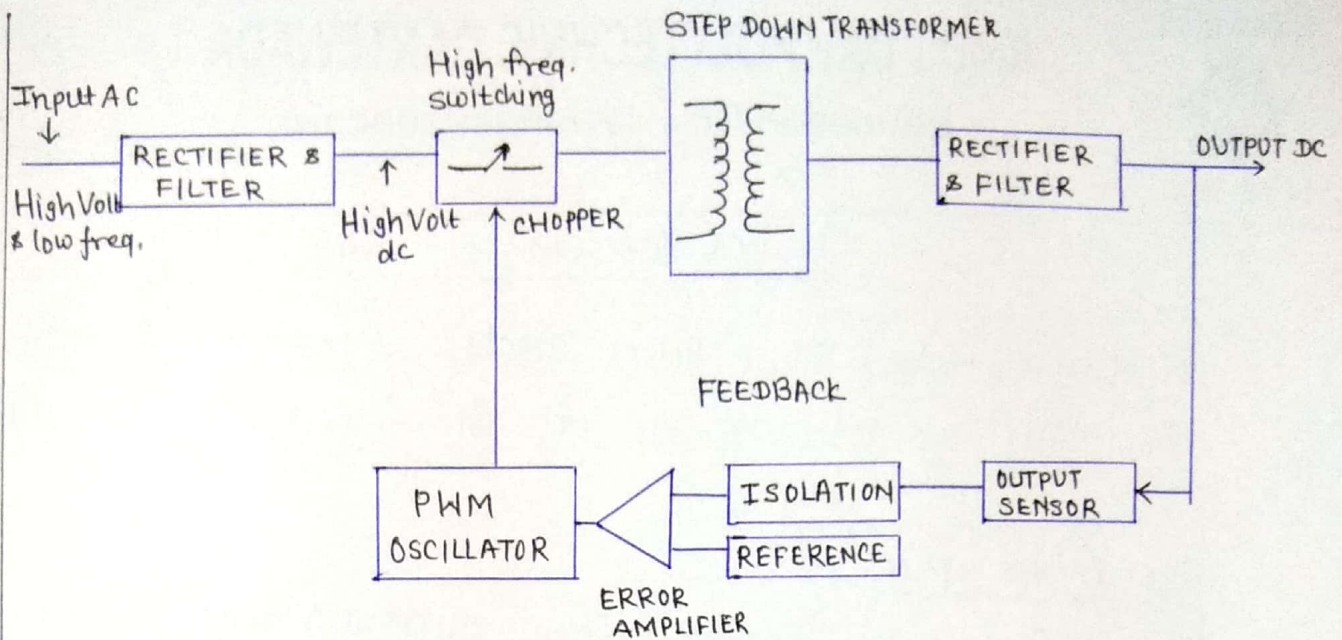 STEP DOWN TRANSFORMER
High freq.
switching
Input AC
RECTIFIER &
FILTER
RECTIFIER
& FILTER
OUTPUT DC
High Volt
& low freq.
High Volt
dc
CHOPPER
FEEDBACK
PWM
OSCILLATOR
ISOLATION
OUTPUT
SENSOR
REFERENCE
ERROR
AMPLIFIER